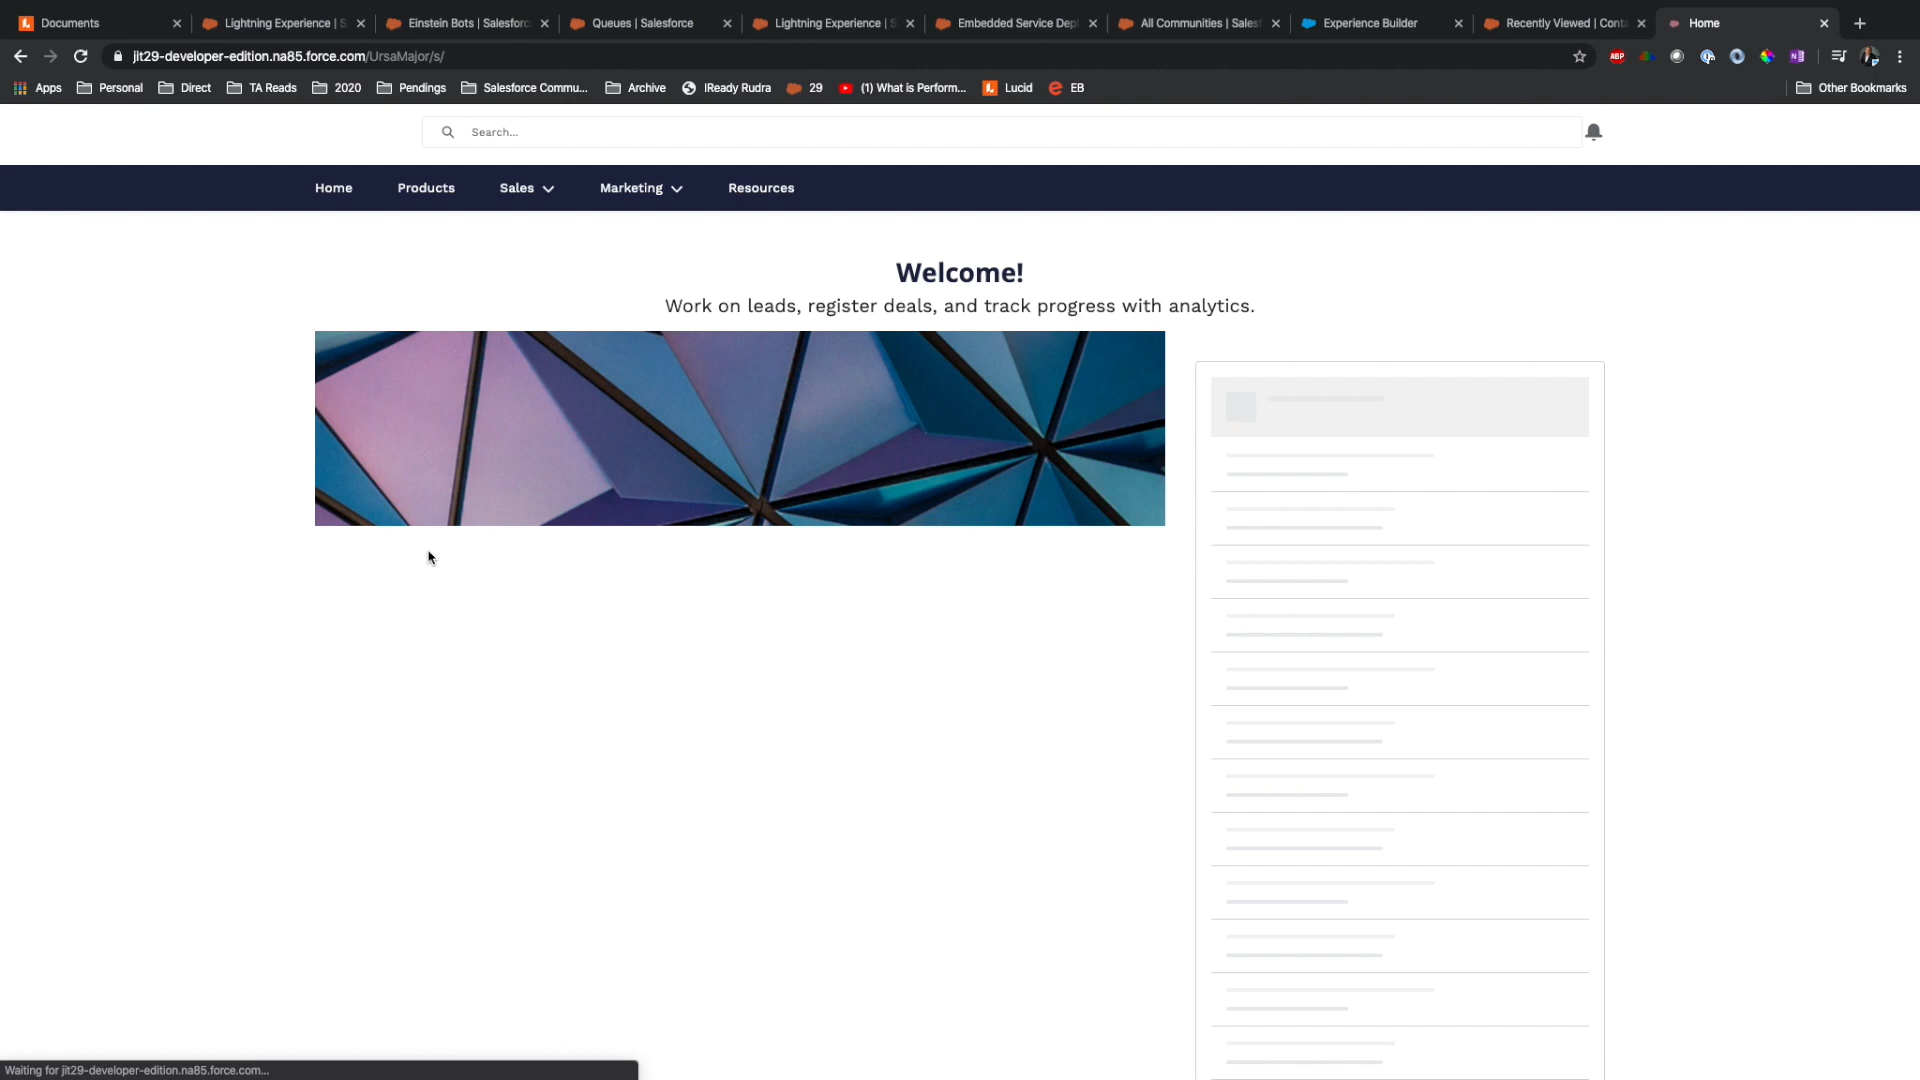 Documents
Lightning Experience | S
Einstein Bots | Salesforc
Queues | Salesforce
Lightning Experience | S
Embedded Service Dep
All Communities | Salesf
Experience Builder
Recently Viewed | Conta
Home
jit29-developer-edition.na85.force.com/UrsaMajor/s/
ABP
N
Apps
Personal
Direct
TA Reads
2020
Pendings
Salesforce Commu...
Archive
IReady Rudra
29
(1) What is Perform...
Lucid
EB
Other Bookmarks
Search...
Home
Products
Sales
Marketing
Resources
Welcome!
Work on leads, register deals, and track progress with analytics.
Waiting for jit29-developer-edition.na85.force.com...